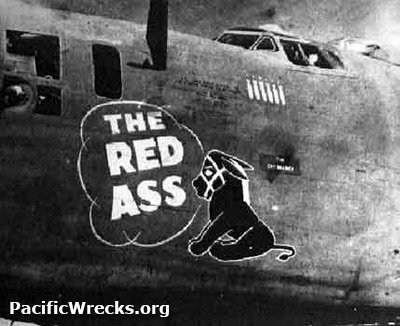 THE
RED
ASS
PacificWrecks.org